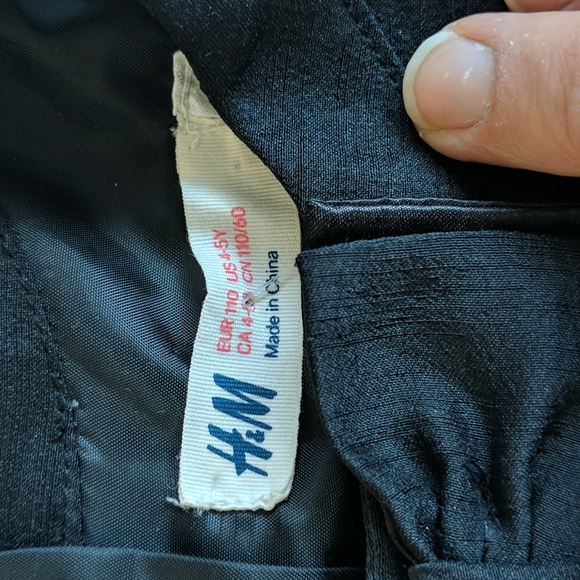 H&M
EUR 110 US 4-5Y
CA 4-5Y CN 110/60
Made in China